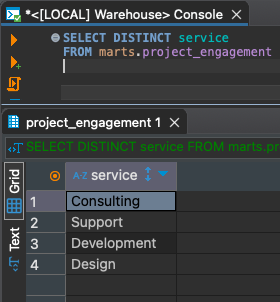 *<[LOCAL] Warehouse> Console
SELECT DISTINCT service
FROM marts.project_engagement
project_engagement 1
SELECT DISTINCT service FROM marts.pr
Grid
Text
A-Z service
1 Consulting
2 Support
3 Development
4 Design